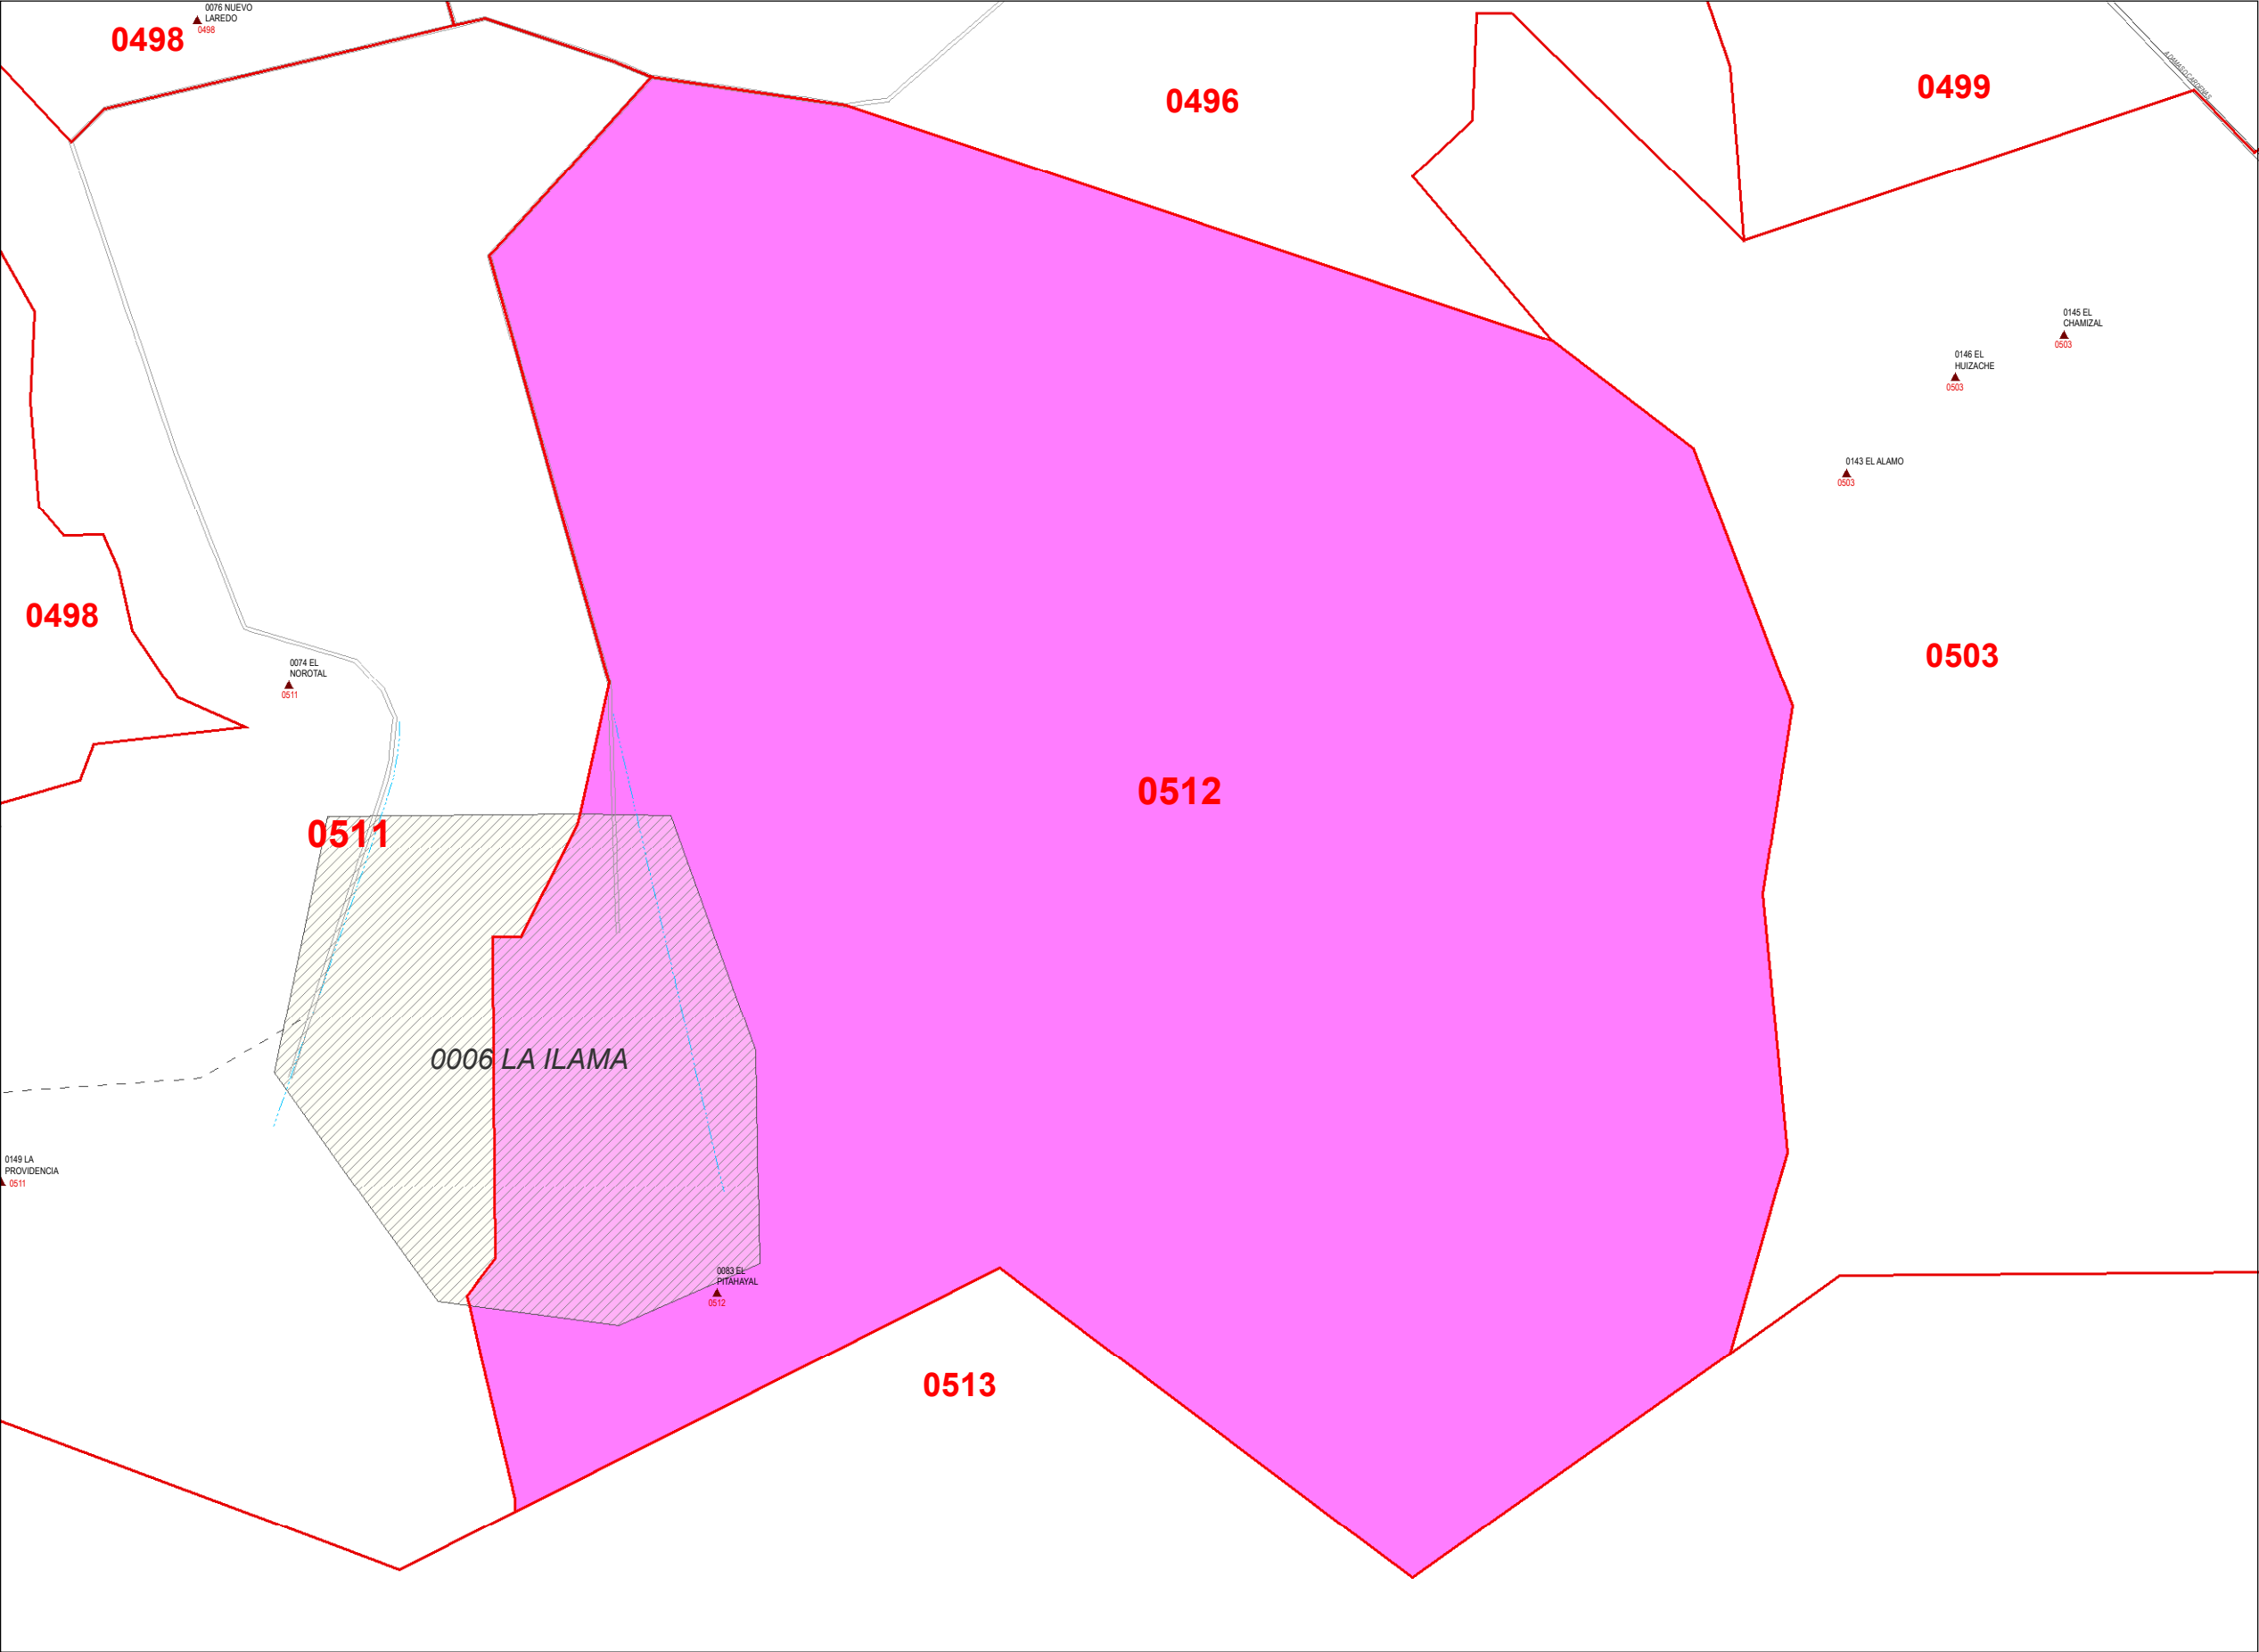 0076 NUEVO
LAREDO
0498
0498
0496
0499
A DAMASO CARDENAS
0145 EL
CHAMIZAL
0503
0146 EL
HUIZACHE
0503
0143 EL ALAMO
0503
0498
0074 EL
NOROTAL
0511
0503
0512
0511
0006 LA ILAMA
0149 LA
PROVIDENCIA
0511
0083 EL
PITAHAYAL
0512
0513